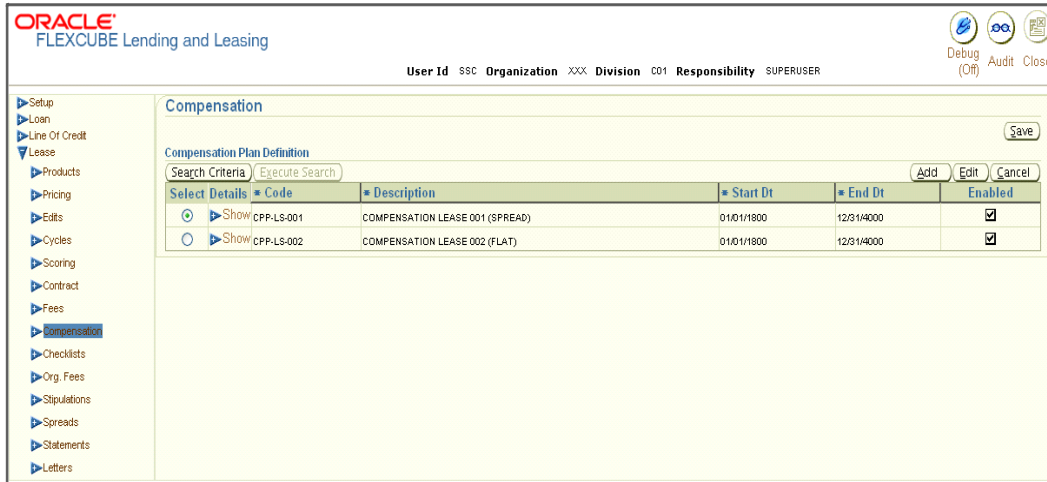 ORACLE'
FLEXCUBE Lending and Leasing
Debug (Off)
Audit
Close
User Id SSC Organization XXX Division C01 Responsibility SUPERUSER
Setup
Loan
Line Of Credit
Lease
Products
Pricing
Edits
Cycles
Scoring
Contract
Fees
Compensation
Checklists
Org. Fees
Stipulations
Spreads
Statements
Letters
Compensation
Save
Compensation Plan Definition
Search Criteria Execute Search Add Edit Cancel
Select Details * Code * Description * Start Dt * End Dt Enabled
Show CPP-LS-001 COMPENSATION LEASE 001 (SPREAD) 01/01/1800 12/31/4000
Show CPP-LS-002 COMPENSATION LEASE 002 (FLAT) 01/01/1800 12/31/4000